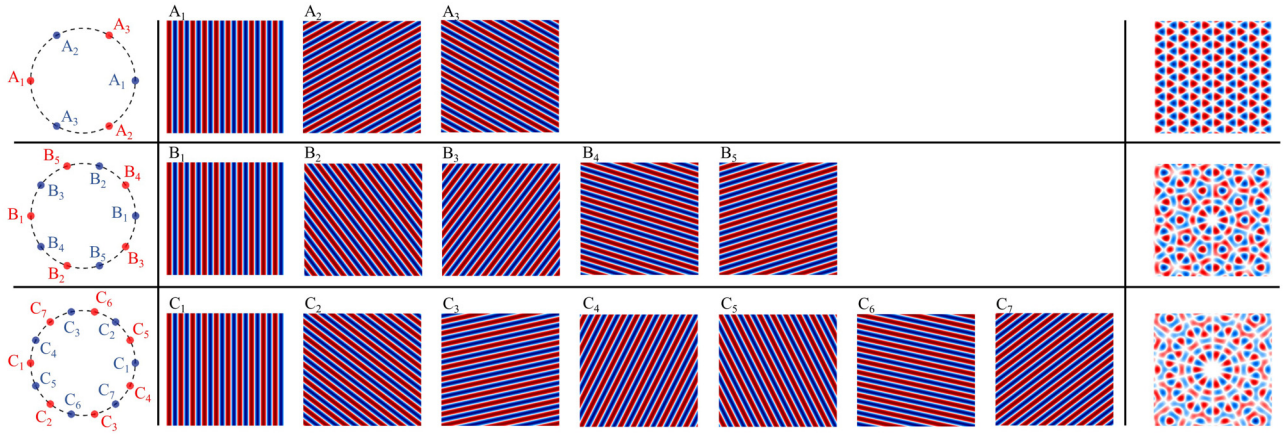 A₁ A₂ A₃
A₃
A₂
A₁ A₁
A₃
A₂
B₁ B₂ B₃ B₄ B₅
B₅ B₂ B₄
B₃
B₁ B₁
B₄ B₅ B₃
B₂
C₁ C₂ C₃ C₄ C₅ C₆ C₇
C₆
C₇ C₃ C₂ C₅
C₄
C₁ C₁
C₅ C₇ C₄
C₂ C₆ C₃